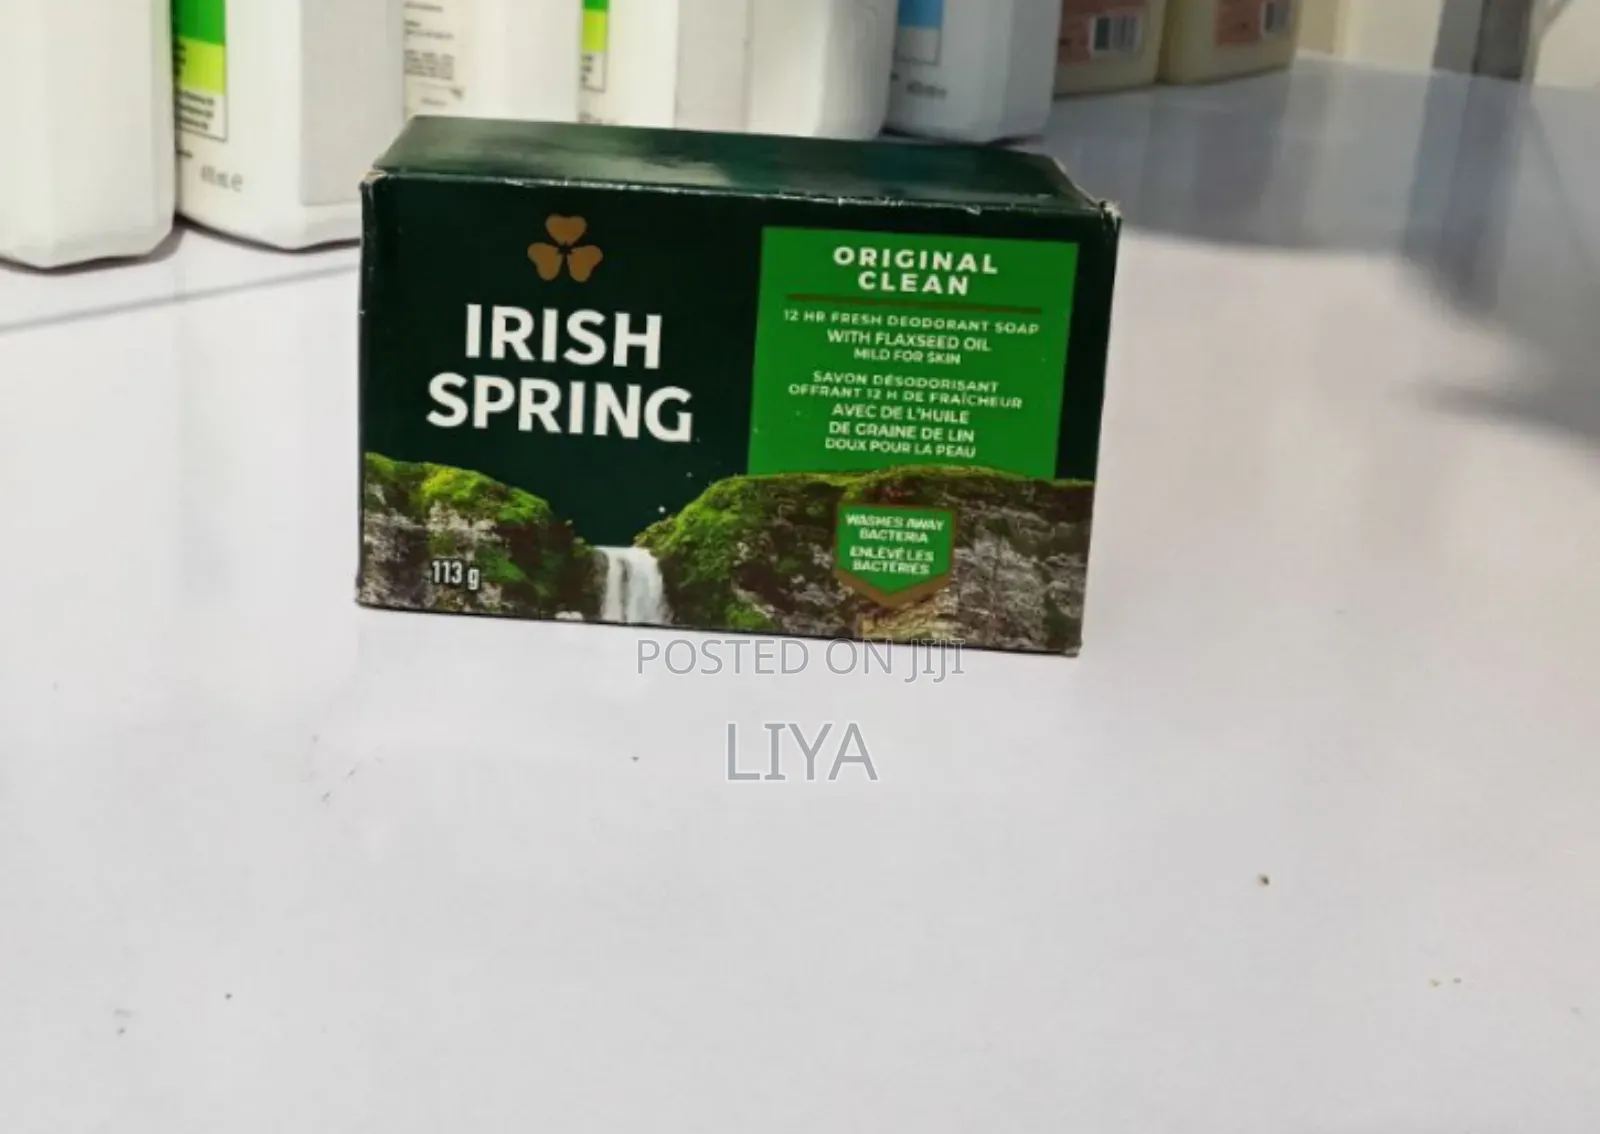 IRISH
SPRING
113 g
ORIGINAL
CLEAN
12 HR FRESH DEODORANT SOAP
WITH FLAXSEED OIL
MILD FOR SKIN
SAVON DÉSODORISANT
OFFRANT 12 H DE FRAÎCHEUR
AVEC DE L'HUILE
DE GRAINE DE LIN
DOUX POUR LA PEAU
WASHES AWAY
BACTERIA
ENLÈVE LES
BACTÉRIES
POSTED ON JIJI
LIYA